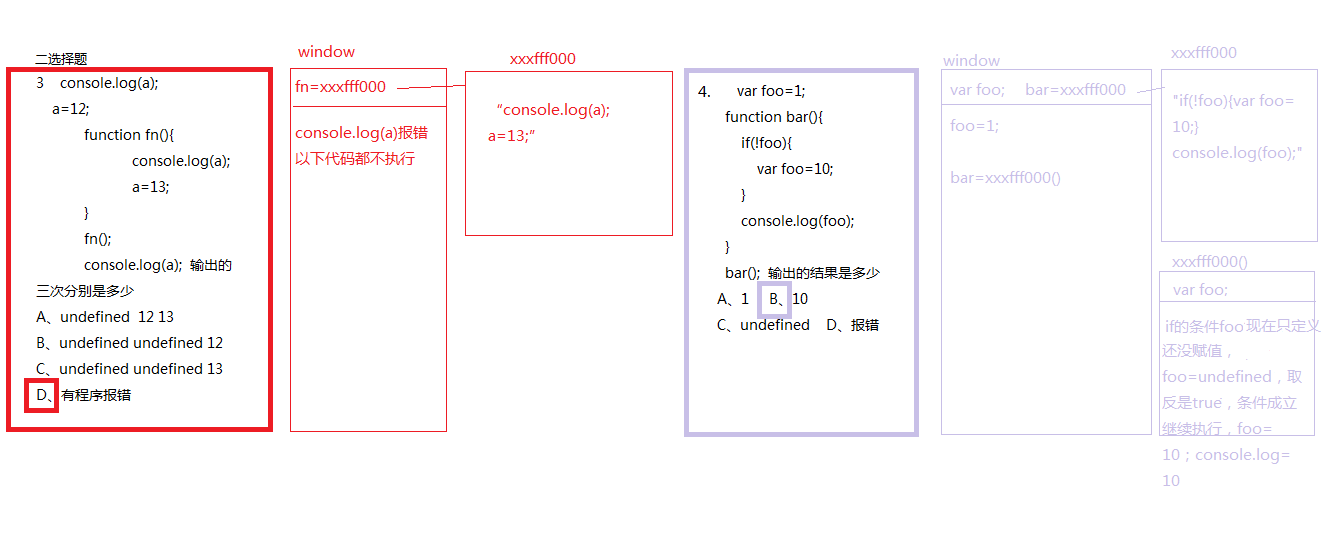 二选择题
3 console.log(a);
a=12;
function fn(){
console.log(a);
a=13;
}
fn();
console.log(a); 输出的
三次分别是多少
A、undefined 12 13
B、undefined undefined 12
C、undefined undefined 13
D、有程序报错
window
fn=xxxfff000
console.log(a)报错
以下代码都不执行
xxxfff000
“console.log(a);
a=13;”
4. var foo=1;
function bar(){
if(!foo){
var foo=10;
}
console.log(foo);
}
bar(); 输出的结果是多少
A、1 B、10
C、undefined D、报错
window
var foo; bar=xxxfff000
foo=1;
bar=xxxfff000()
xxxfff000
"if(!foo){var foo=
10;}
console.log(foo);"
xxxfff000()
var foo;
if的条件foo现在只定义
还没赋值，
foo=undefined，取
反是true，条件成立
继续执行，foo=
10；console.log=
10